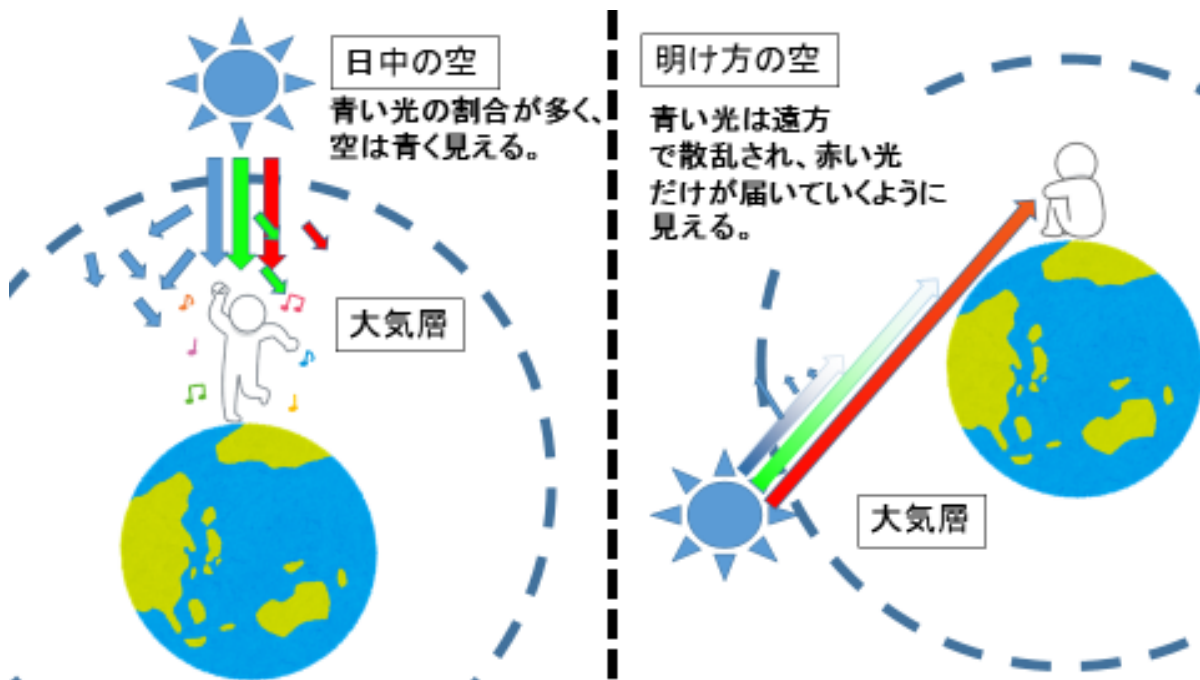 日中の空
青い光の割合が多く、
空は青く見える。
大気層
明け方の空
青い光は遠方
で散乱され、赤い光
だけが届いていくように
見える。
大気層